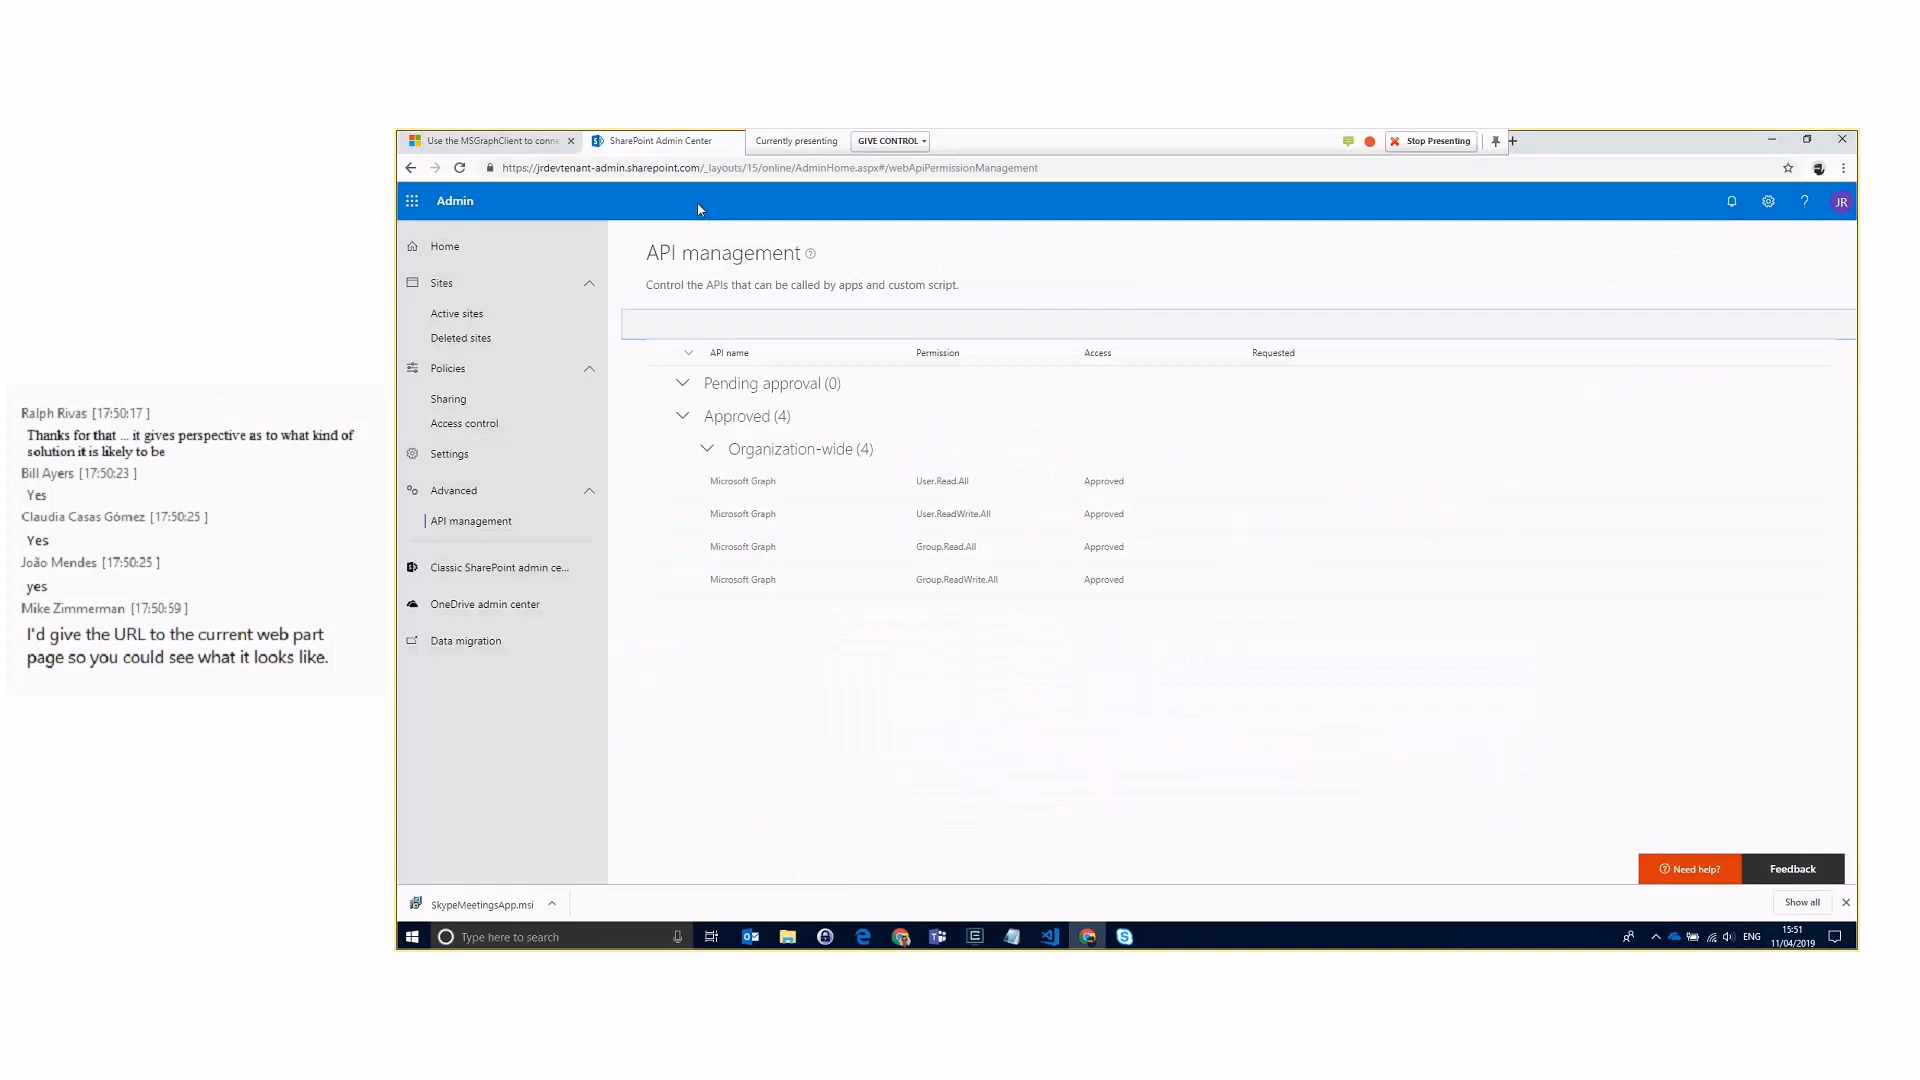 Ralph Rivas [17:50:17 ]
Thanks for that ... it gives perspective as to what kind of
solution it is likely to be
Bill Ayers [17:50:23 ]
Yes
Claudia Casas Gómez [17:50:25 ]
Yes
João Mendes [17:50:25 ]
yes
Mike Zimmerman [17:50:59 ]
I'd give the URL to the current web part
page so you could see what it looks like.
Use the MSGraphClient to conne
SharePoint Admin Center
Currently presenting
GIVE CONTROL
Stop Presenting
https://jrdevtenant-admin.sharepoint.com/_layouts/15/online/AdminHome.aspx#/webApiPermissionManagement
Admin
JR
Home
Sites
Active sites
Deleted sites
Policies
Sharing
Access control
Settings
Advanced
API management
Classic SharePoint admin ce...
OneDrive admin center
Data migration
API management
Control the APIs that can be called by apps and custom script.
API name Permission Access Requested
Pending approval (0)
Approved (4)
Organization-wide (4)
Microsoft Graph User.Read.All Approved
Microsoft Graph User.ReadWrite.All Approved
Microsoft Graph Group.Read.All Approved
Microsoft Graph Group.ReadWrite.All Approved
Need help?
Feedback
SkypeMeetingsApp.msi
Show all
Type here to search
ENG
15:51
11/04/2019